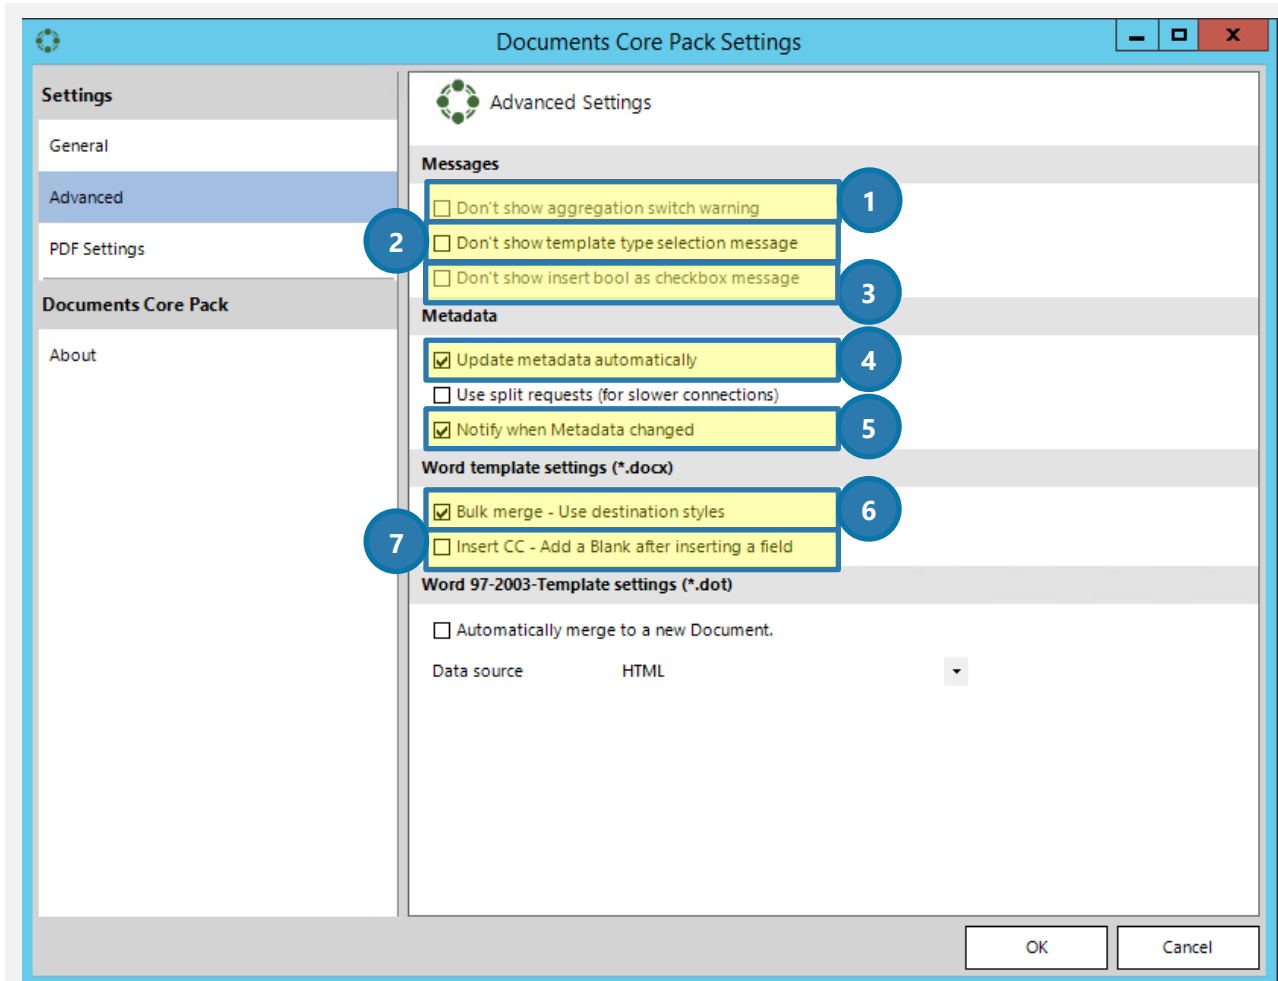 Documents Core Pack Settings
x
Settings
General
Advanced
PDF Settings
Documents Core Pack
About
Advanced Settings
Messages
Don't show aggregation switch warning
1
2
Don't show template type selection message
Don't show insert bool as checkbox message
3
Metadata
Update metadata automatically
4
Use split requests (for slower connections)
Notify when Metadata changed
5
Word template settings (*.docx)
Bulk merge - Use destination styles
6
7
Insert CC - Add a Blank after inserting a field
Word 97-2003-Template settings (*.dot)
Automatically merge to a new Document.
Data source HTML
OK Cancel